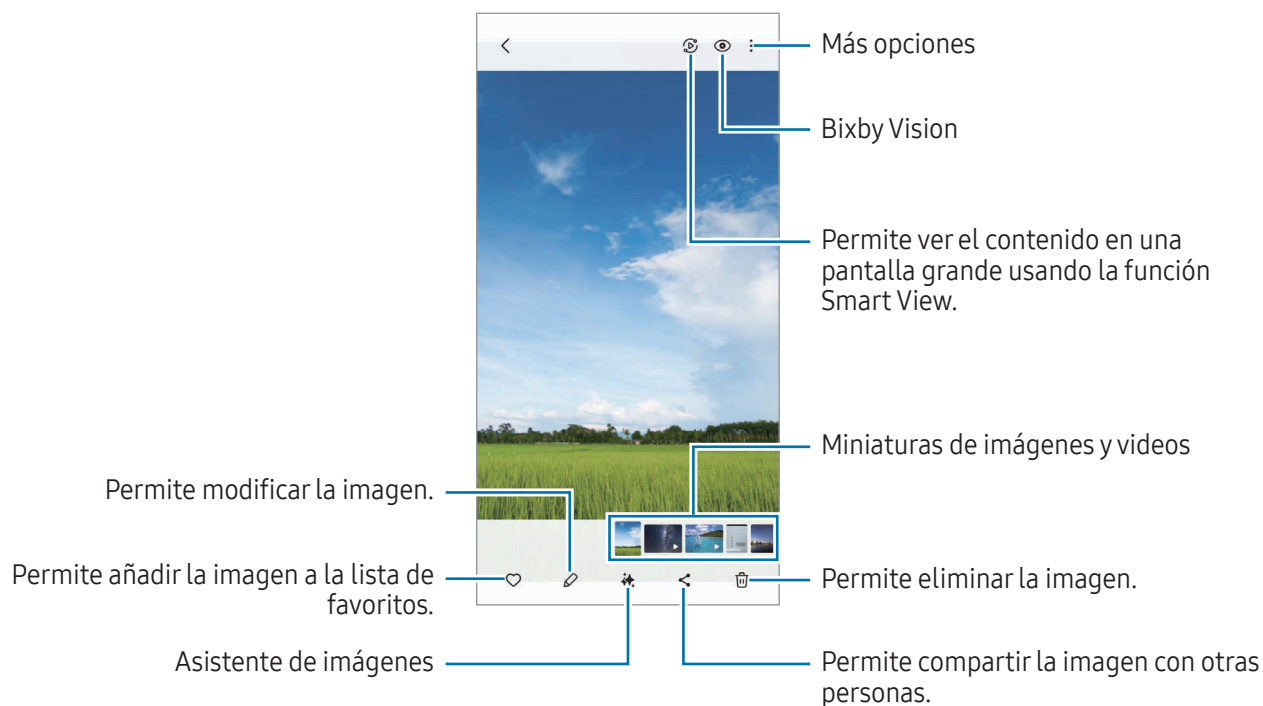 Más opciones
Bixby Vision
Permite ver el contenido en una
pantalla grande usando la función
Smart View.
Miniaturas de imágenes y videos
Permite modificar la imagen.
Permite añadir la imagen a la lista de
favoritos.
Permite eliminar la imagen.
Asistente de imágenes
Permite compartir la imagen con otras
personas.